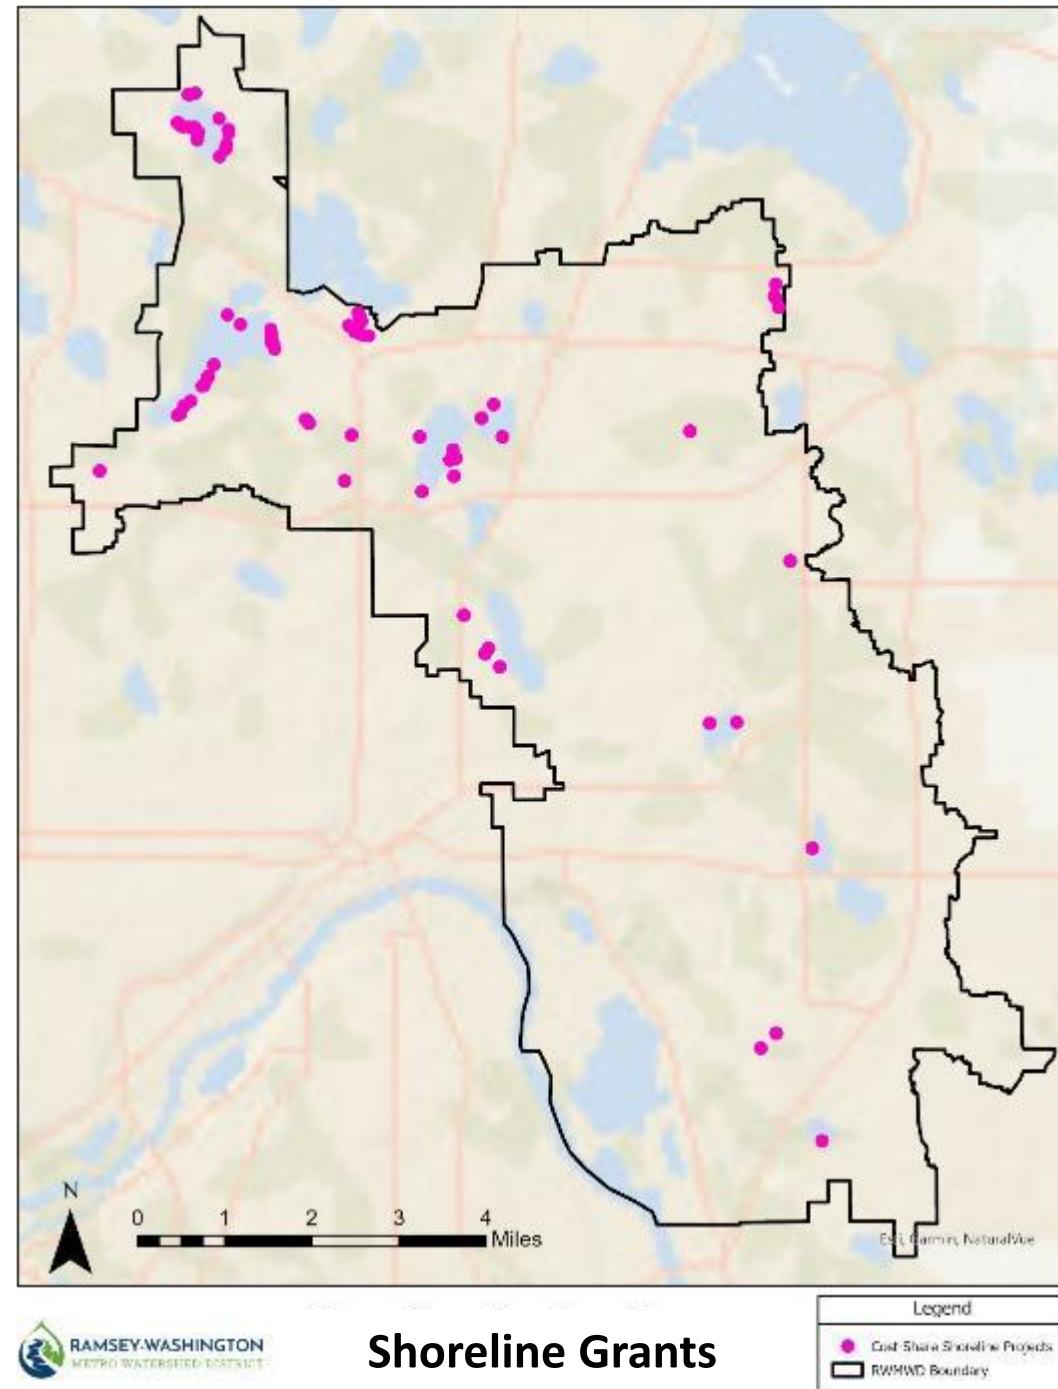 N
0 1 2 3 4
Miles
Esri, Garmin, NaturalVue
RAMSEY-WASHINGTON
METRO WATERSHED DISTRICT
Shoreline Grants
Legend
Cost Share Shoreline Projects
RWMWD Boundary